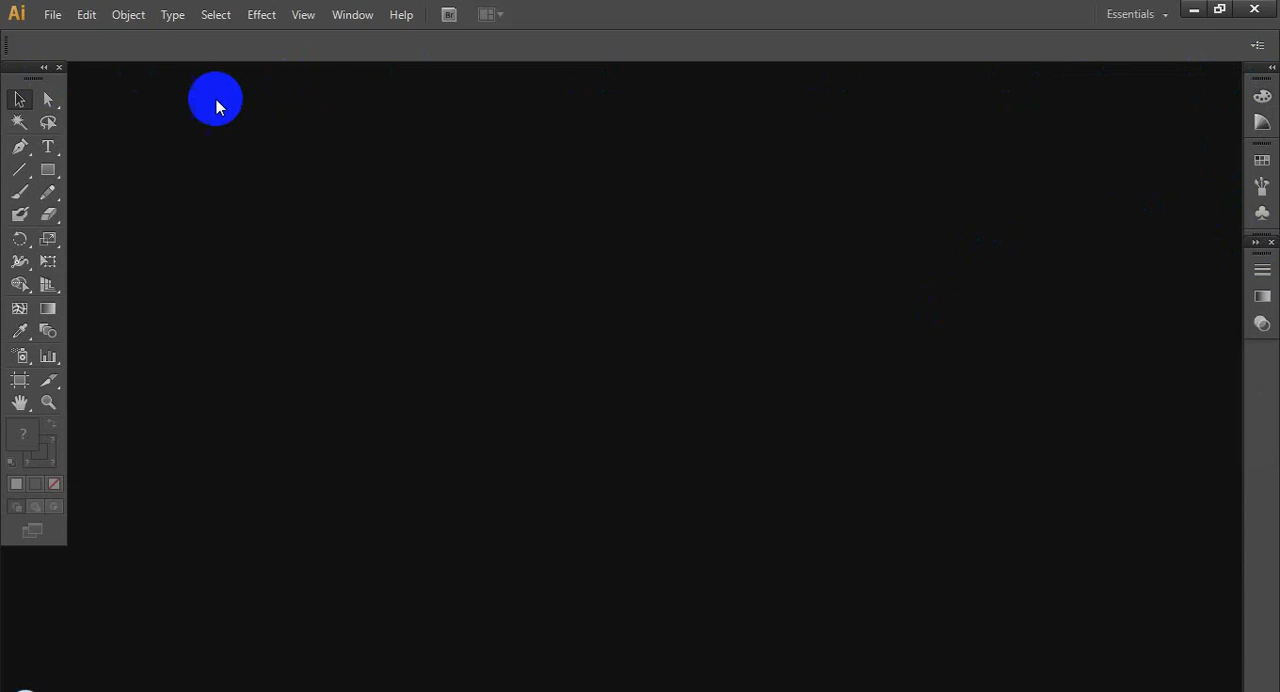 Ai File Edit Object Type Select Effect View Window Help Br Essentials
T
?
? ? ?